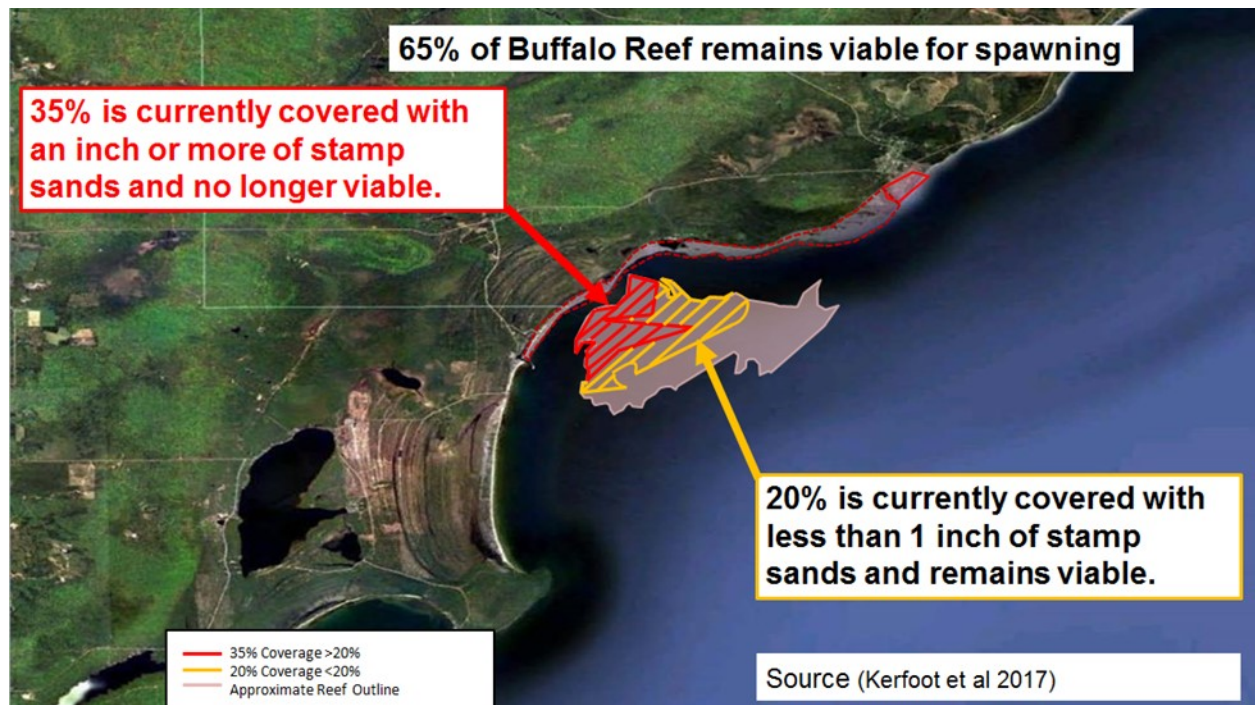 65% of Buffalo Reef remains viable for spawning
35% is currently covered with
an inch or more of stamp
sands and no longer viable.
20% is currently covered with
less than 1 inch of stamp
sands and remains viable.
35% Coverage >20%
20% Coverage <20%
Approximate Reef Outline
Source (Kerfoot et al 2017)